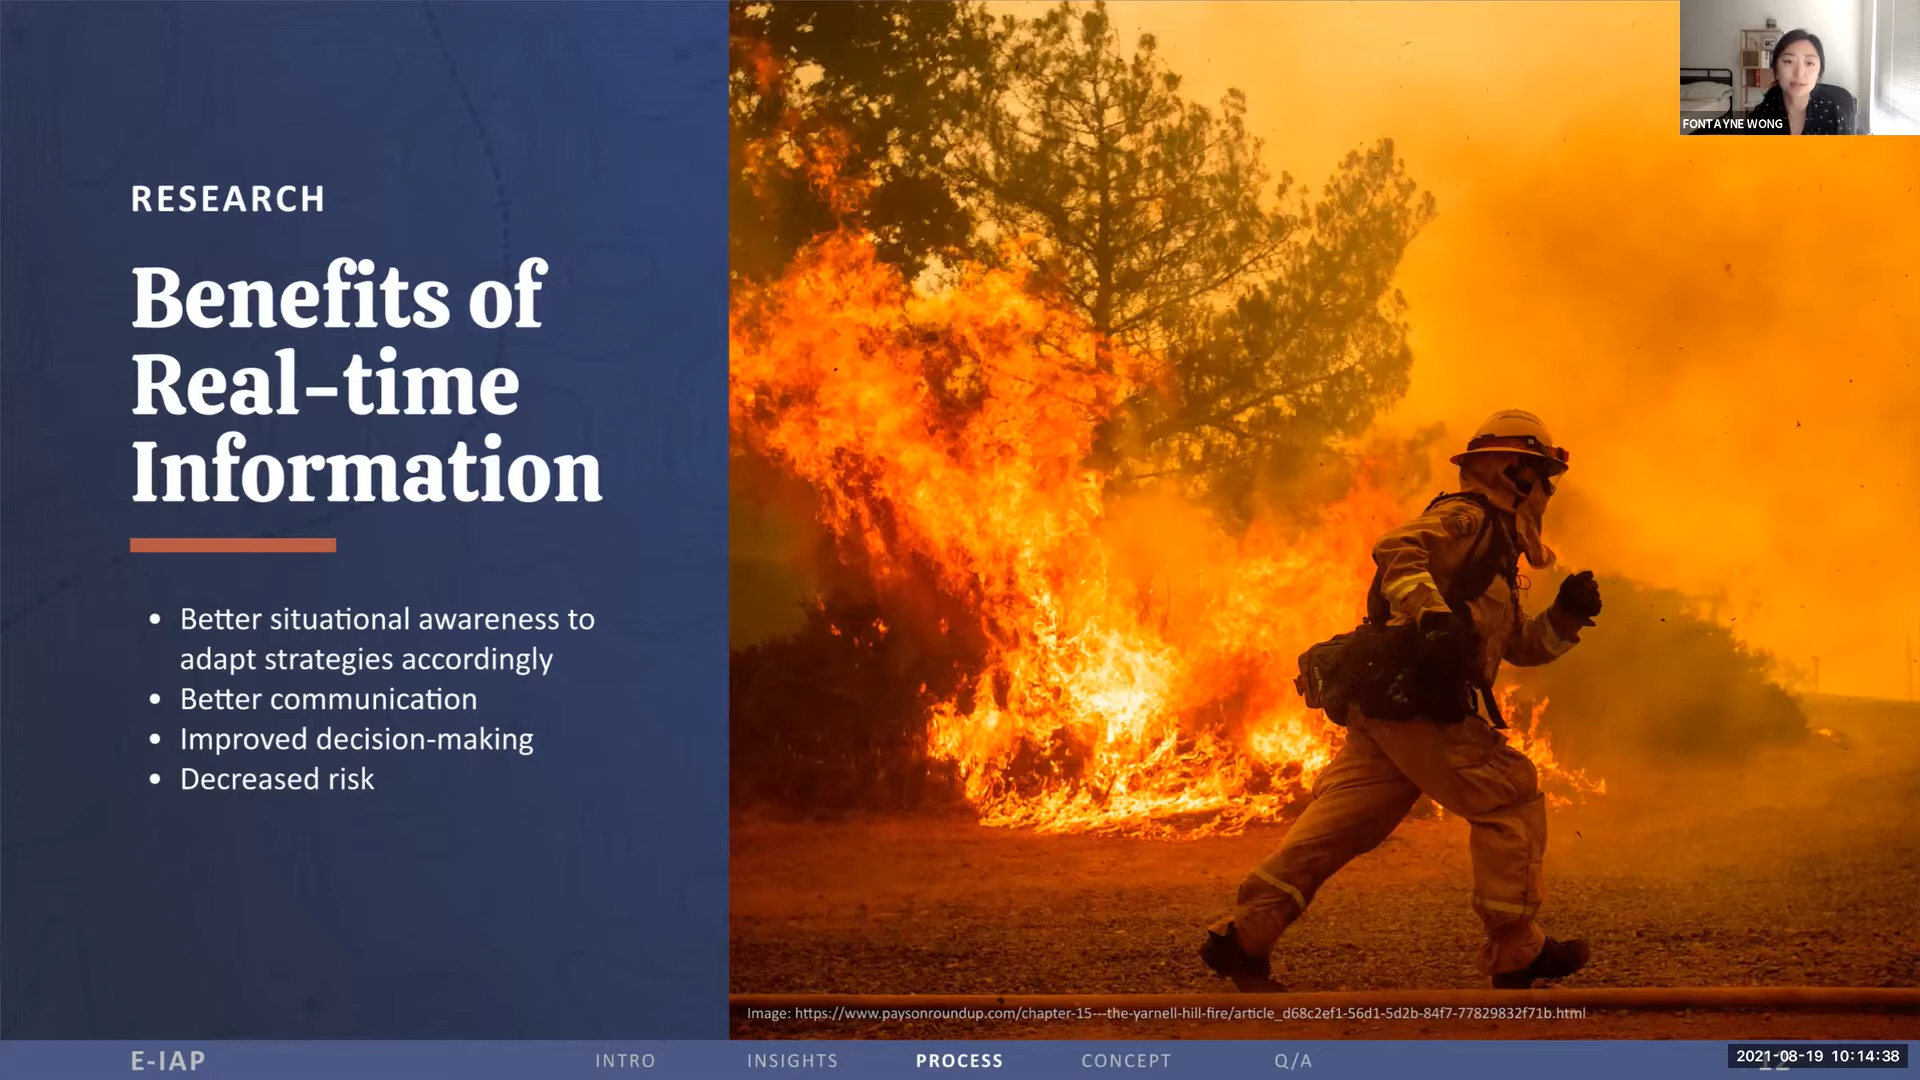 FONTAYNE WONG
RESEARCH
Benefits of
Real-time
Information
• Better situational awareness to
adapt strategies accordingly
• Better communication
• Improved decision-making
• Decreased risk
Image: https://www.paysonroundup.com/chapter-15---the-yarnell-hill-fire/article_d68c2ef1-56d1-5d2b-84f7-77829832f71b.html
E-IAP
INTRO
INSIGHTS
PROCESS
CONCEPT
Q/A
2021-08-19 10:14:38